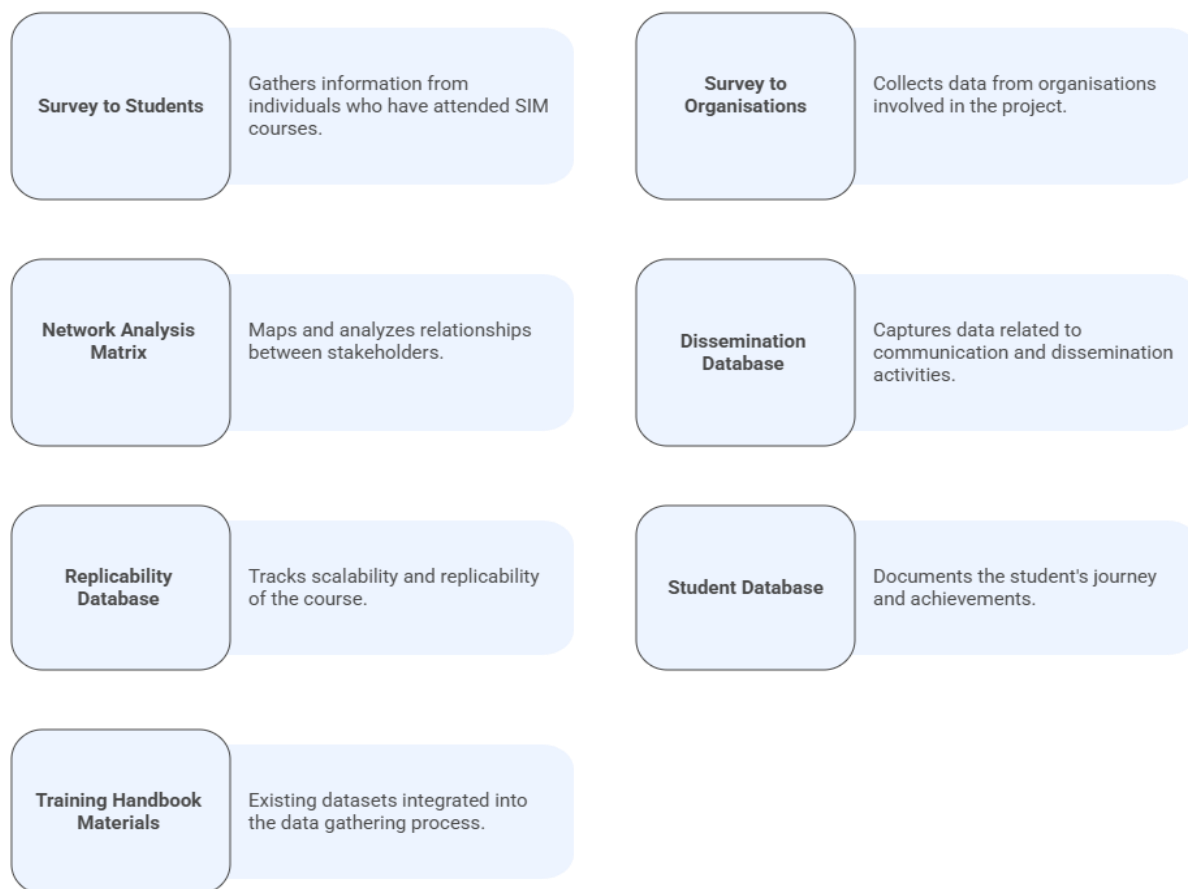 Survey to Students
Gathers information from
individuals who have attended SIM
courses.
Survey to
Organisations
Collects data from organisations
involved in the project.
Network Analysis
Matrix
Maps and analyzes relationships
between stakeholders.
Dissemination
Database
Captures data related to
communication and dissemination
activities.
Replicability
Database
Tracks scalability and replicability
of the course.
Student Database
Documents the student's journey
and achievements.
Training Handbook
Materials
Existing datasets integrated into
the data gathering process.